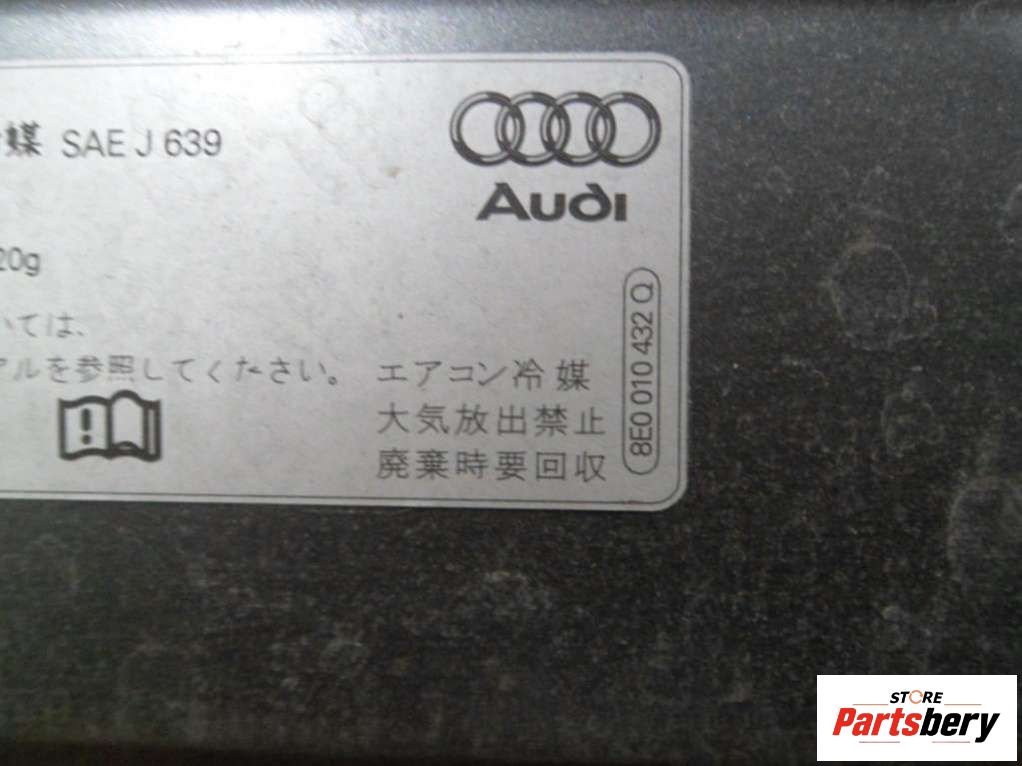 媒 SAE J 639
Audi
20g
いては、
アルを参照してください。
エアコン冷媒
大気放出禁止
廃棄時要回収
8E0 010 432 Q
STORE
Partsbery